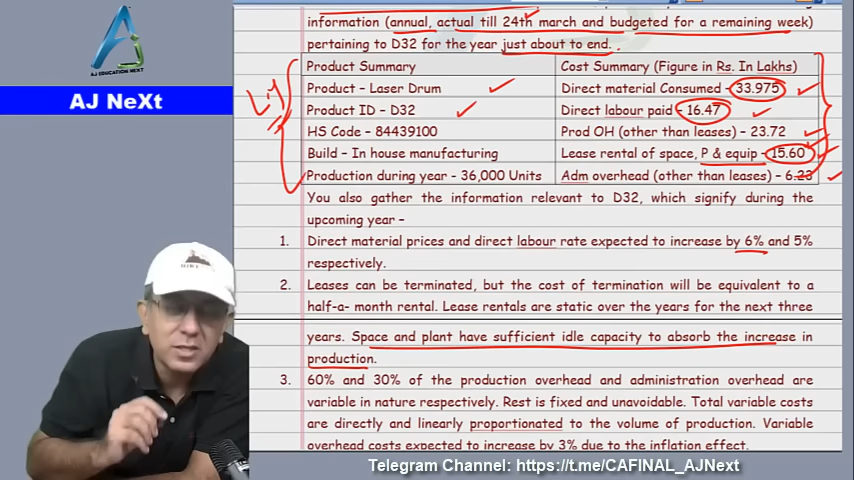 information (annual, actual till 24th march and budgeted for a remaining week)
pertaining to D32 for the year just about to end.
Product Summary
Cost Summary (Figure in Rs. In Lakhs)
Product – Laser Drum
Direct material Consumed – 33.975
Product ID – D32
Direct labour paid – 16.47
HS Code – 84439100
Prod OH (other than leases) – 23.72
Build – In house manufacturing
Lease rental of space, P & equip – 15.60
Production during year - 36,000 Units
Adm overhead (other than leases) – 6.23
L.Y
You also gather the information relevant to D32, which signify during the
upcoming year –
1. Direct material prices and direct labour rate expected to increase by 6% and 5%
respectively.
2. Leases can be terminated, but the cost of termination will be equivalent to a
half-a- month rental. Lease rentals are static over the years for the next three
years. Space and plant have sufficient idle capacity to absorb the increase in
production.
3. 60% and 30% of the production overhead and administration overhead are
variable in nature respectively. Rest is fixed and unavoidable. Total variable costs
are directly and linearly proportionated to the volume of production. Variable
overhead costs expected to increase by 3% due to the inflation effect.
AJ EDUCATION NEXT
AJ NeXt
Telegram Channel: https://t.me/CAFINAL_AJNext